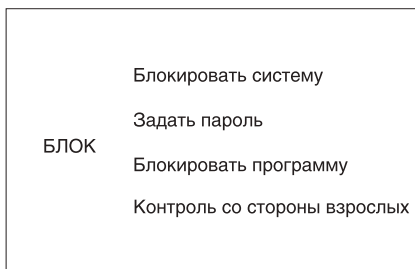 БЛОК
Блокировать систему
Задать пароль
Блокировать программу
Контроль со стороны взрослых